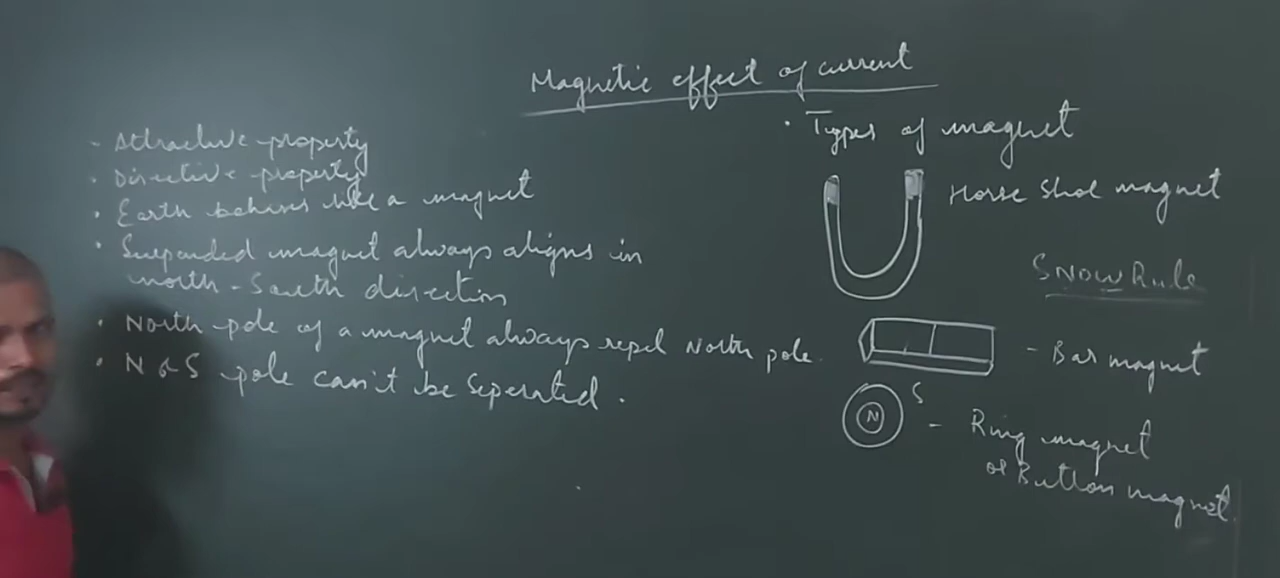 Magnetic effect of current
- Attractive property
· Directive property
· Earth behaves like a magnet
· Suspended magnet always aligns in
north - South direction
· North pole of a magnet always repel North pole.
· N & S pole can't be Seperated.
· Types of magnet
Horse Shoe magnet
SNOW Rule
- Bar magnet
N
S
- Ring magnet
or Button magnet.